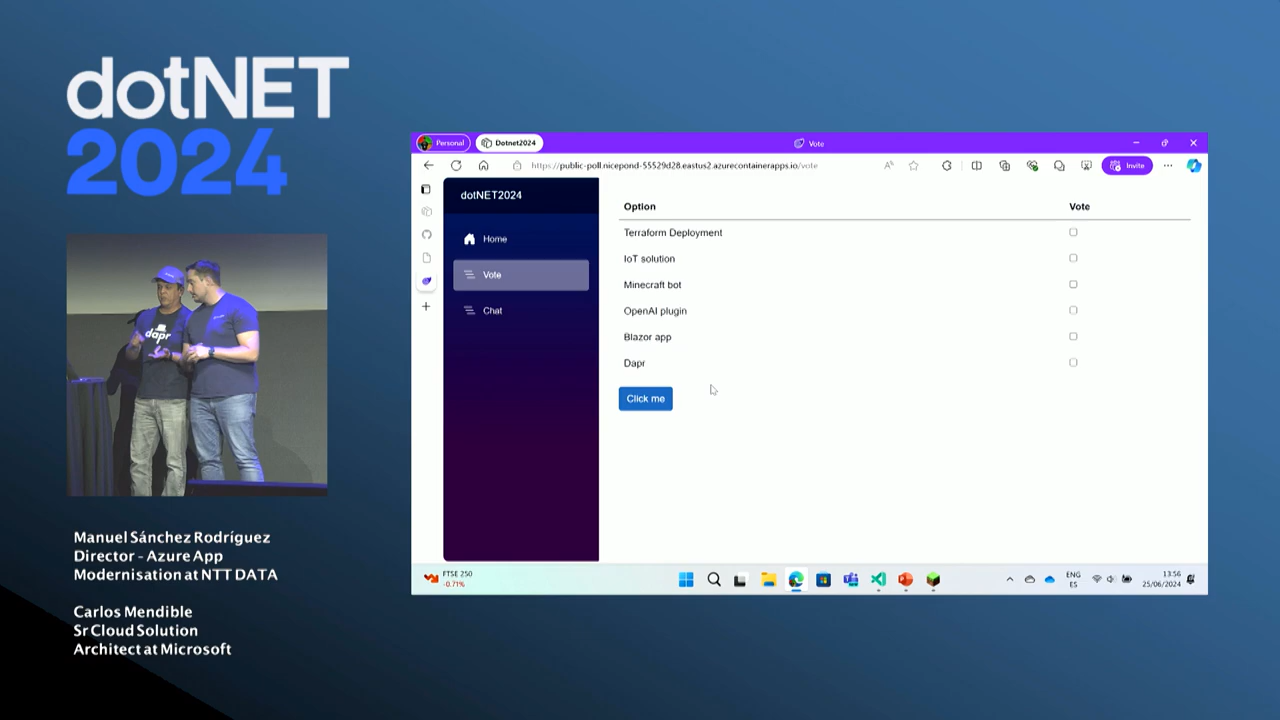 dotNET
2024
Manuel Sánchez Rodríguez
Director - Azure App
Modernisation at NTT DATA
Carlos Mendible
Sr Cloud Solution
Architect at Microsoft
dapr
Personal
Dotnet2024
Vote
https://public-poll.nicepond-55529d28.eastus2.azurecontainerapps.io/vote
Invite
dotNET2024
Home
Vote
Chat
Option Vote
Terraform Deployment
IoT solution
Minecraft bot
OpenAI plugin
Blazor app
Dapr
Click me
FTSE 250
-0.71%
ENG
ES
13:56
25/06/2024